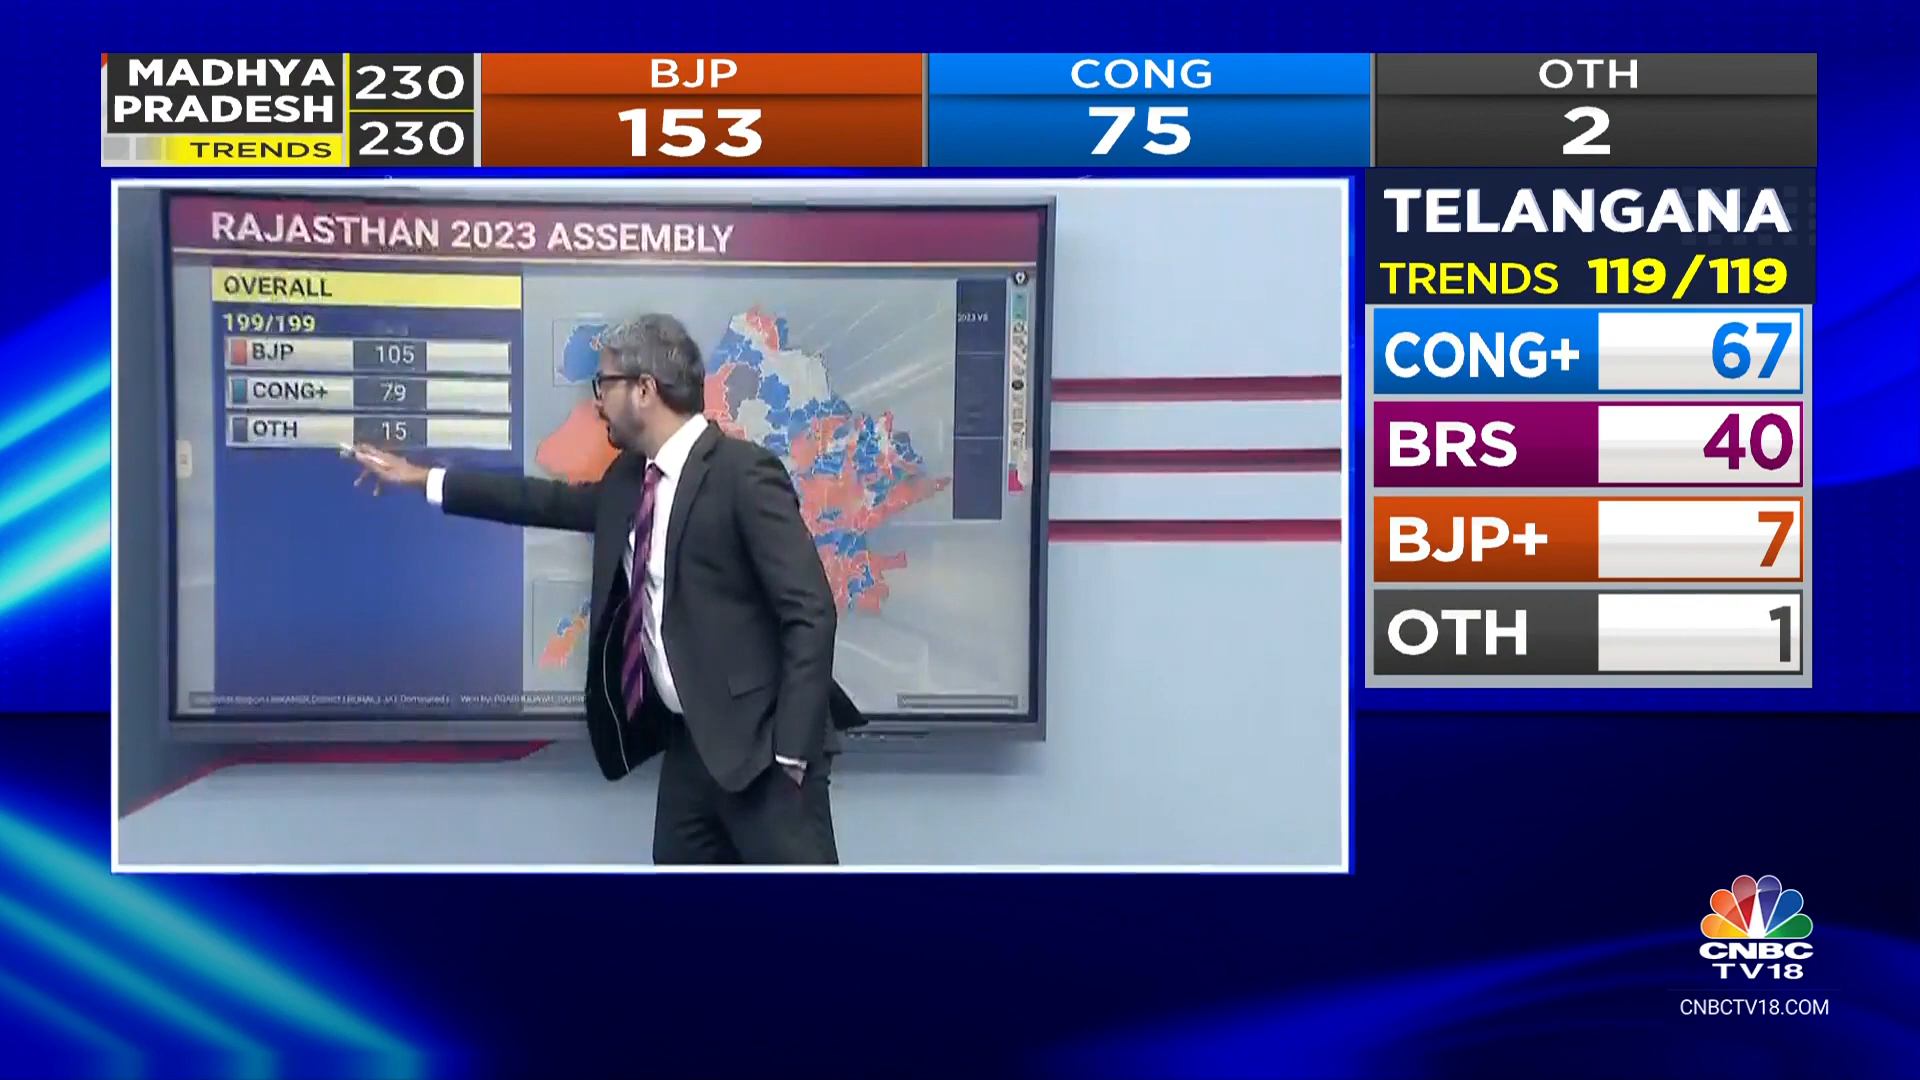 MADHYA
PRADESH
TRENDS
230
230
BJP
153
CONG
75
OTH
2
RAJASTHAN 2023 ASSEMBLY
OVERALL
199/199
BJP 105
CONG+ 79
OTH 15
TELANGANA
TRENDS 119/119
CONG+ 67
BRS 40
BJP+ 7
OTH 1
CNBC
TV18
CNBCTV18.COM